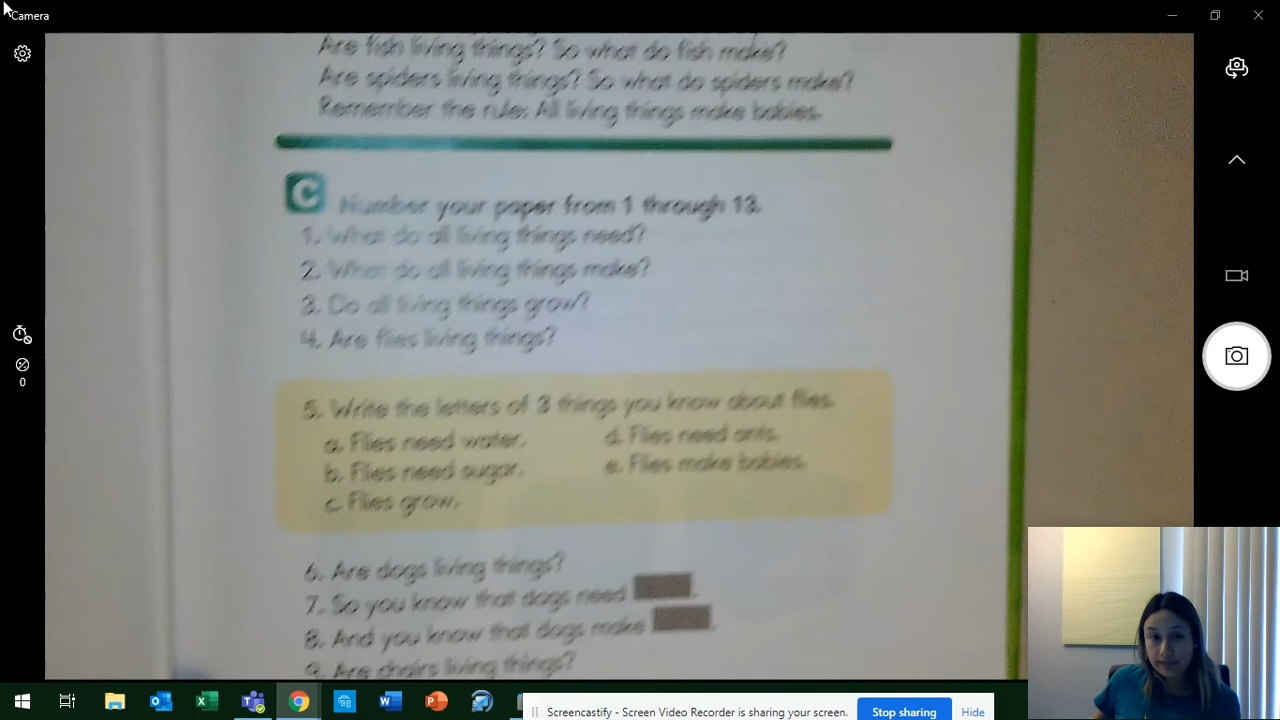 Camera
Are fish living things? So what do fish make?
Are spiders living things? So what do spiders make?
Remember the rule: All living things make babies.
C Number your paper from 1 through 13.
1. What do all living things need?
2. What do all living things make?
3. Do all living things grow?
4. Are flies living things?
5. Write the letters of 3 things you know about flies.
a. Flies need water.
b. Flies need sugar.
c. Flies grow.
d. Flies need ants.
e. Flies make babies.
6. Are dogs living things?
7. So you know that dogs need
8. And you know that dogs make
9. Are chairs living things?
0
Screencastify - Screen Video Recorder is sharing your screen. Stop sharing Hide